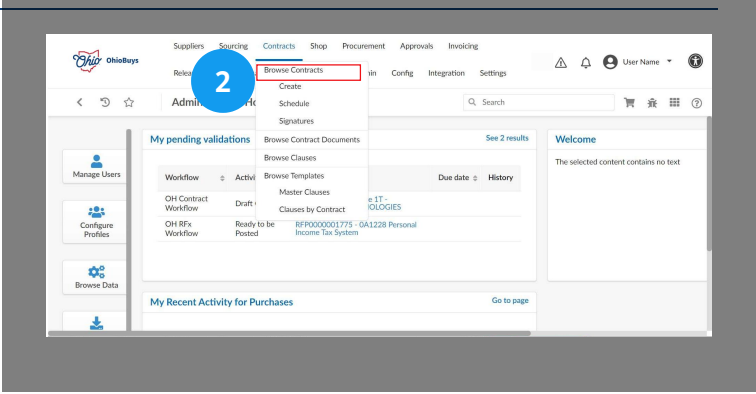 Ohio OhioBuys
Suppliers Sourcing Contracts Shop Procurement Approvals Invoicing
Config Integration Settings
User Name
2
Browse Contracts
Create
Schedule
Signatures
Browse Contract Documents
Browse Clauses
Browse Templates
Master Clauses
Clauses by Contract
Search
Manage Users
Configure
Profiles
Browse Data
My pending validations See 2 results
Workflow Due date History
OH Contract
Workflow
Draft
1T -
OH RFx
Workflow
Ready to be
Posted
RFP0000001775 - 0A1228 Personal
Income Tax System
My Recent Activity for Purchases Go to page
Welcome
The selected content contains no text